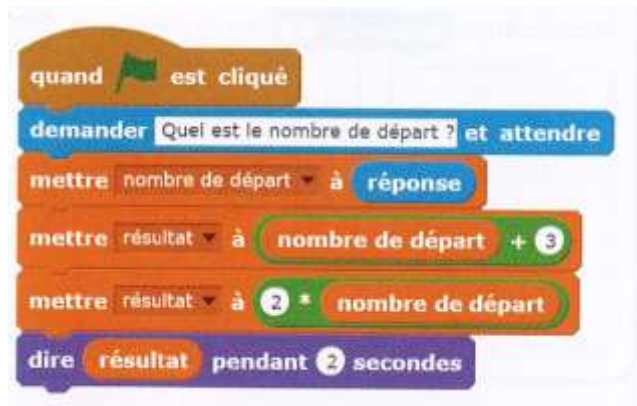 quand est cliqué
demander Quel est le nombre de départ ? et attendre
mettre nombre de départ à réponse
mettre résultat à nombre de départ + 3
mettre résultat à 2 * nombre de départ
dire résultat pendant 2 secondes